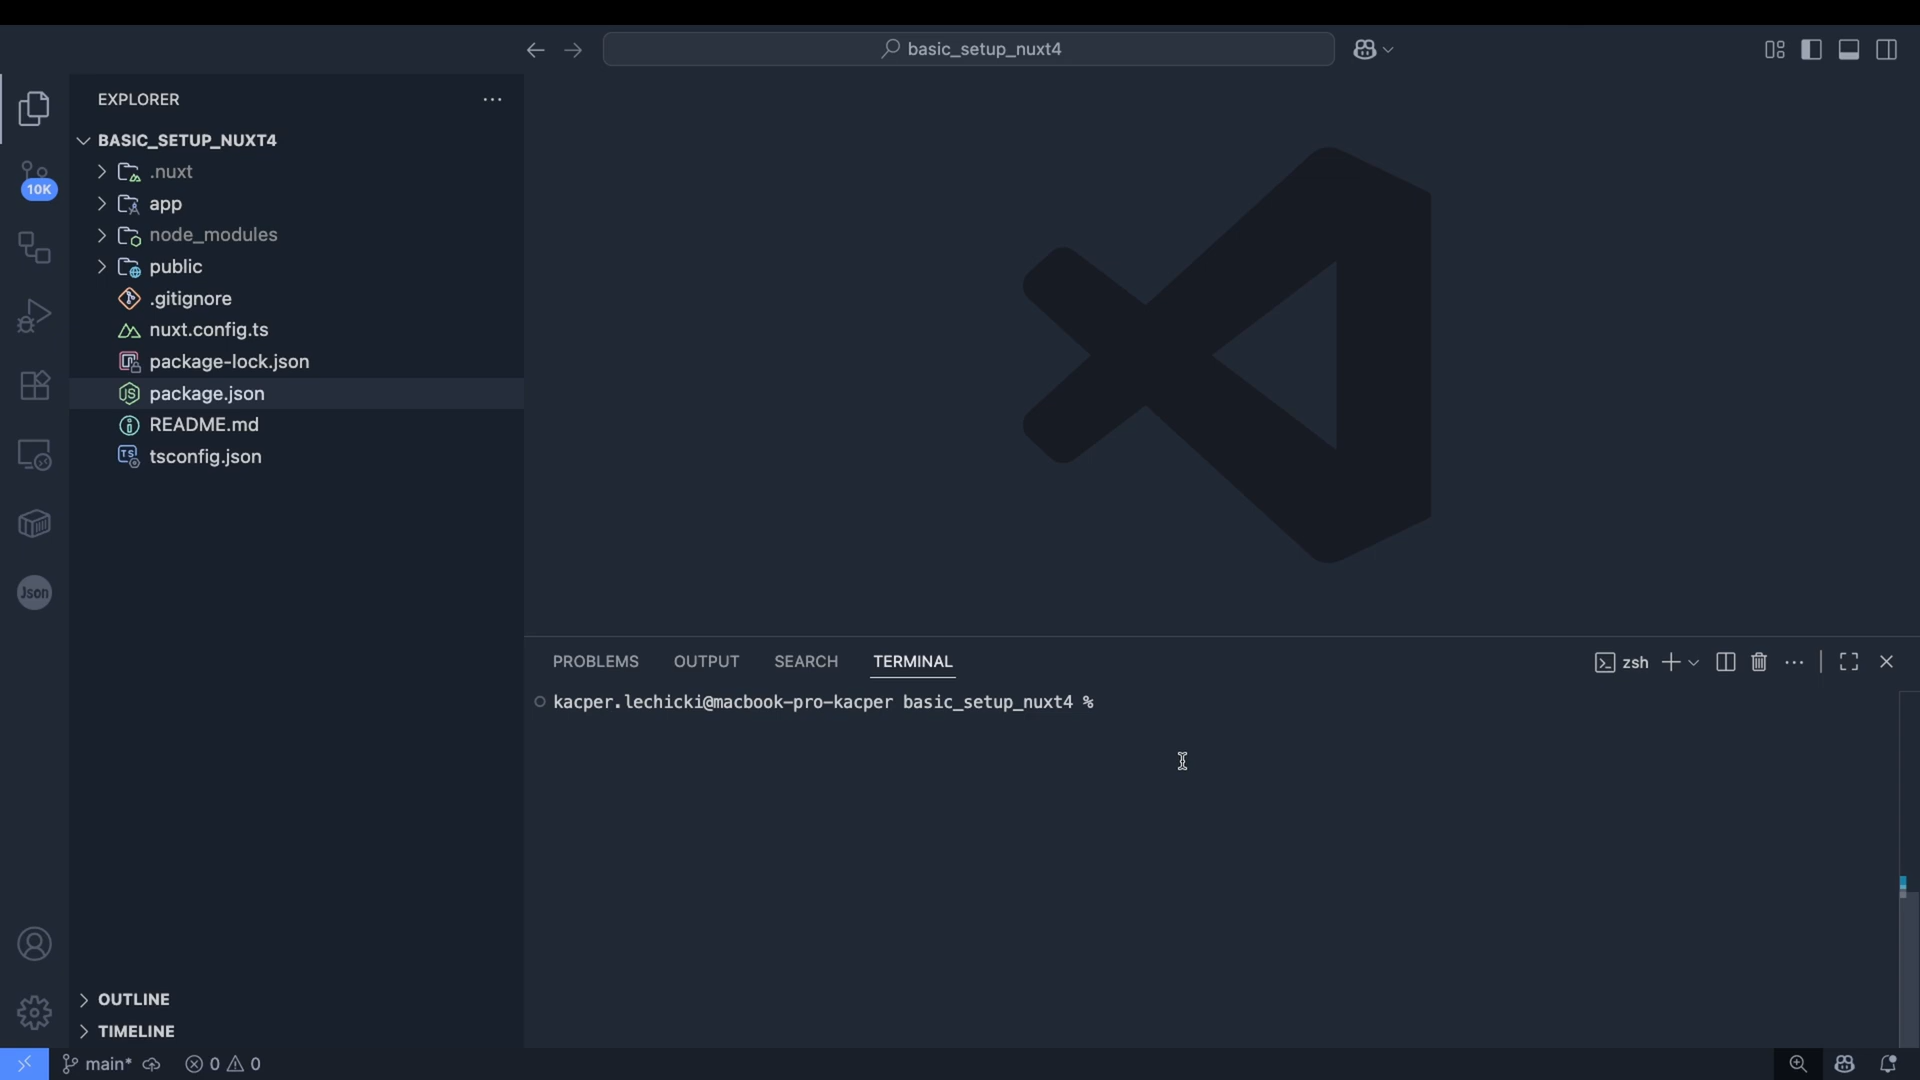 basic_setup_nuxt4
EXPLORER
BASIC_SETUP_NUXT4
.nuxt
app
node_modules
public
.gitignore
nuxt.config.ts
package-lock.json
package.json
README.md
tsconfig.json
10K
Json
PROBLEMS OUTPUT SEARCH TERMINAL
zsh
kacper.lechicki@macbook-pro-kacper basic_setup_nuxt4 %
OUTLINE
TIMELINE
main* 0 0